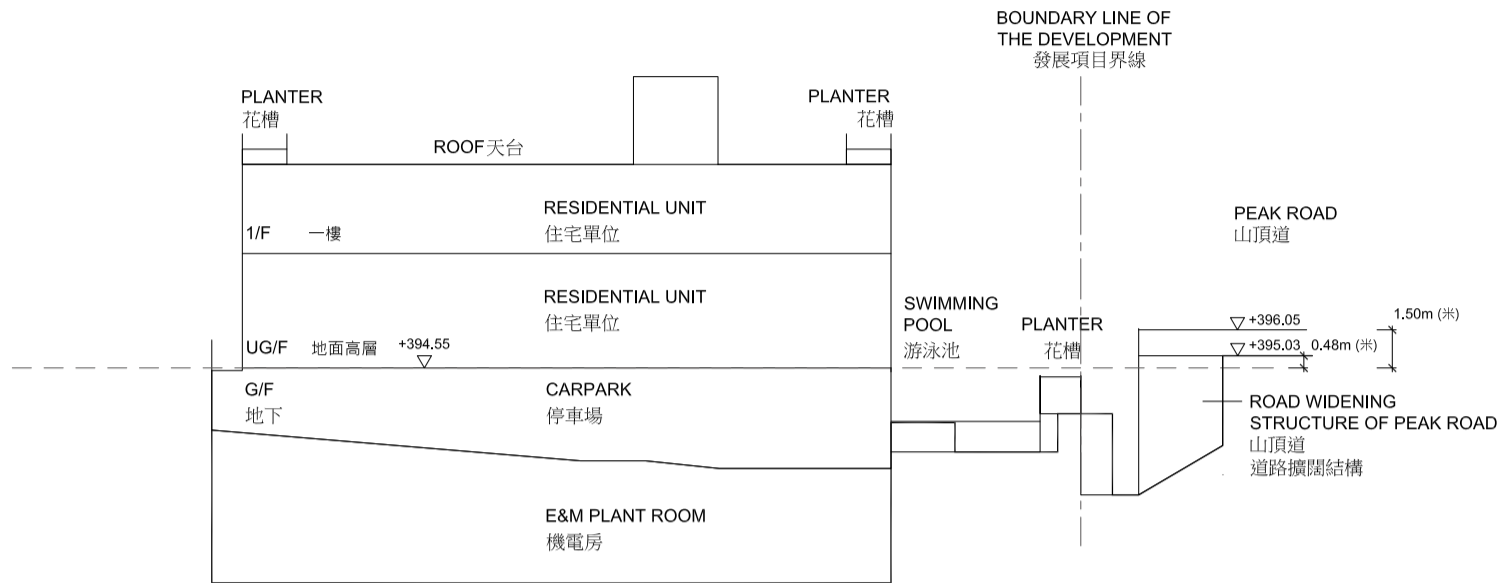 BOUNDARY LINE OF
THE DEVELOPMENT
發展項目界線
PLANTER
花槽
PLANTER
花槽
ROOF天台
RESIDENTIAL UNIT
住宅單位
1/F 一樓
PEAK ROAD
山頂道
RESIDENTIAL UNIT
住宅單位
SWIMMING
POOL
游泳池
PLANTER
花槽
+396.05
1.50m (米)
+395.03
0.48m (米)
UG/F 地面高層 +394.55
G/F
地下
CARPARK
停車場
ROAD WIDENING
STRUCTURE OF PEAK ROAD
山頂道
道路擴闊結構
E&M PLANT ROOM
機電房